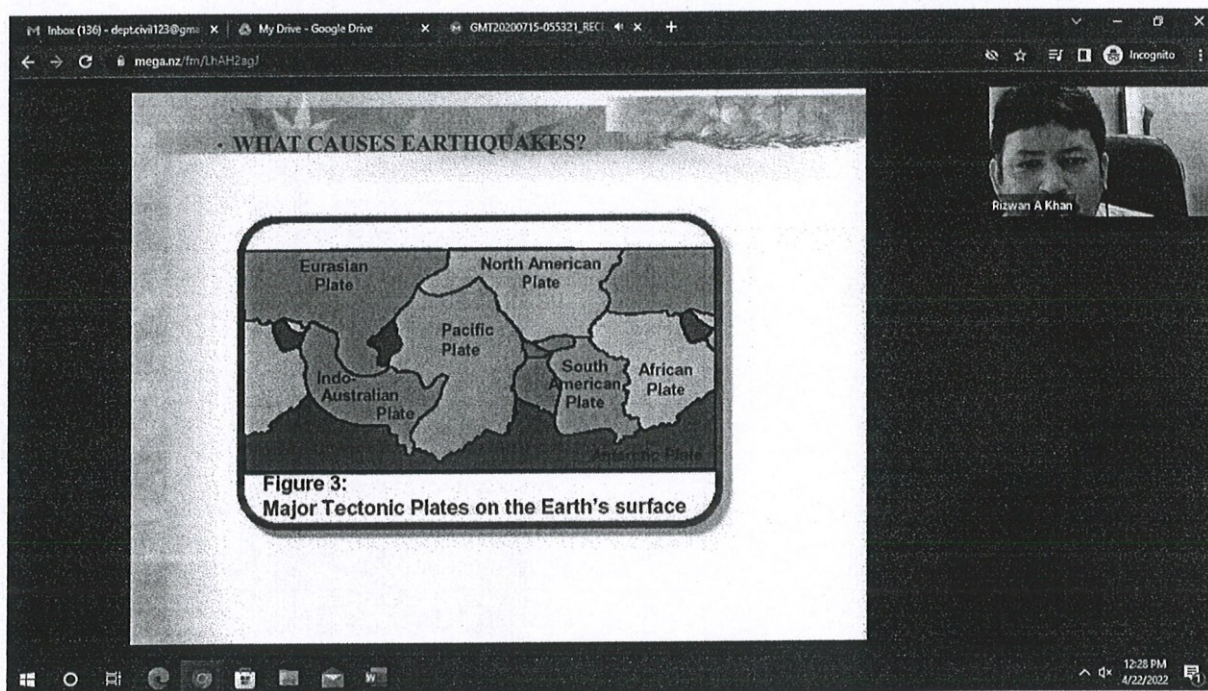 Inbox (136) - dept.civil123@gma
My Drive - Google Drive
GMT20200715-055321_REC
mega.nz/fm/LhAH2agJ
Incognito
· WHAT CAUSES EARTHQUAKES?
Rizwan A Khan
Eurasian
Plate
North American
Plate
Pacific
Plate
Indo-
Australian
Plate
South
American
Plate
African
Plate
Antarctic Plate
Figure 3:
Major Tectonic Plates on the Earth's surface
12:28 PM
4/22/2022